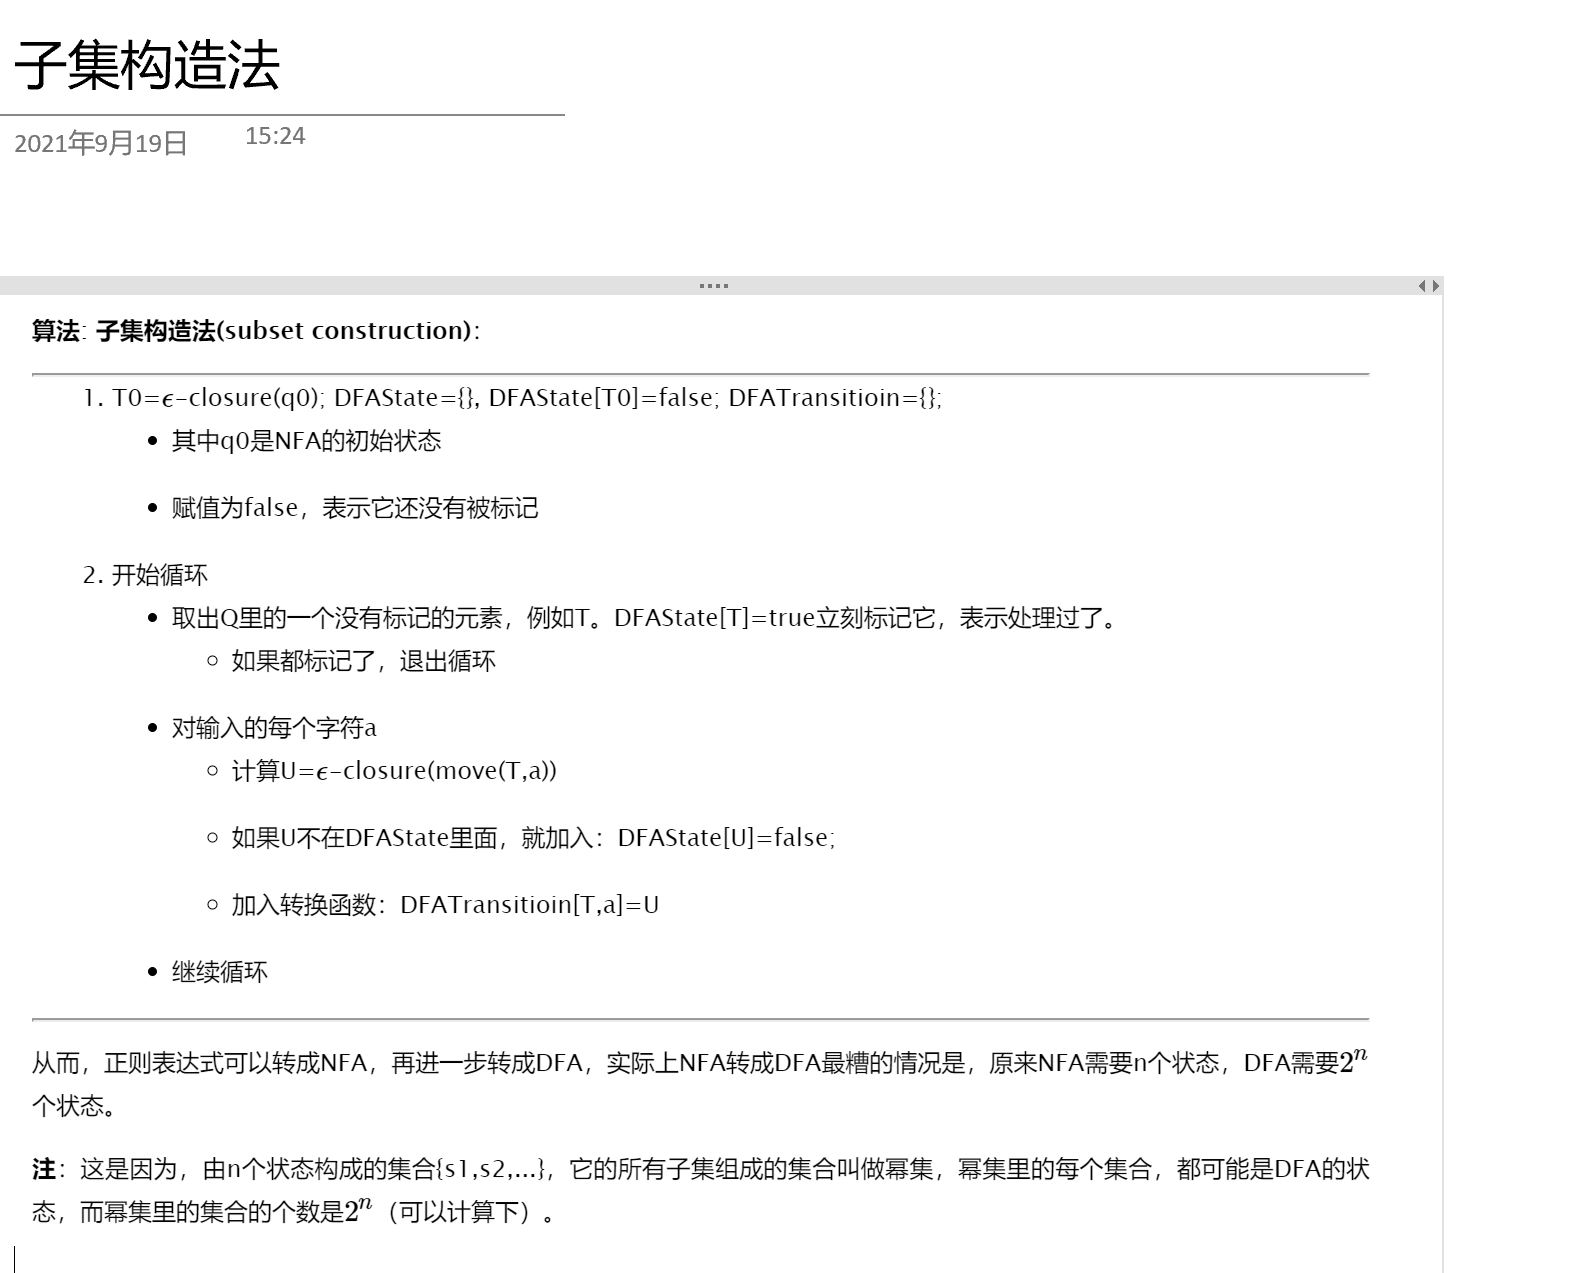 子集构造法
2021年9月19日 15:24
算法: 子集构造法(subset construction):
1. T0=ϵ-closure(q0); DFAState={}, DFAState[T0]=false; DFATransitioin={};
• 其中q0是NFA的初始状态
• 赋值为false，表示它还没有被标记
2. 开始循环
• 取出Q里的一个没有标记的元素，例如T。DFAState[T]=true立刻标记它，表示处理过了。
◦ 如果都标记了，退出循环
• 对输入的每个字符a
◦ 计算U=ϵ-closure(move(T,a))
◦ 如果U不在DFAState里面，就加入：DFAState[U]=false;
◦ 加入转换函数：DFATransitioin[T,a]=U
• 继续循环
从而，正则表达式可以转成NFA，再进一步转成DFA，实际上NFA转成DFA最糟的情况是，原来NFA需要n个状态，DFA需要2ⁿ
个状态。
注：这是因为，由n个状态构成的集合{s1,s2,...}，它的所有子集组成的集合叫做幂集，幂集里的每个集合，都可能是DFA的状
态，而幂集里的集合的个数是2ⁿ（可以计算下）。